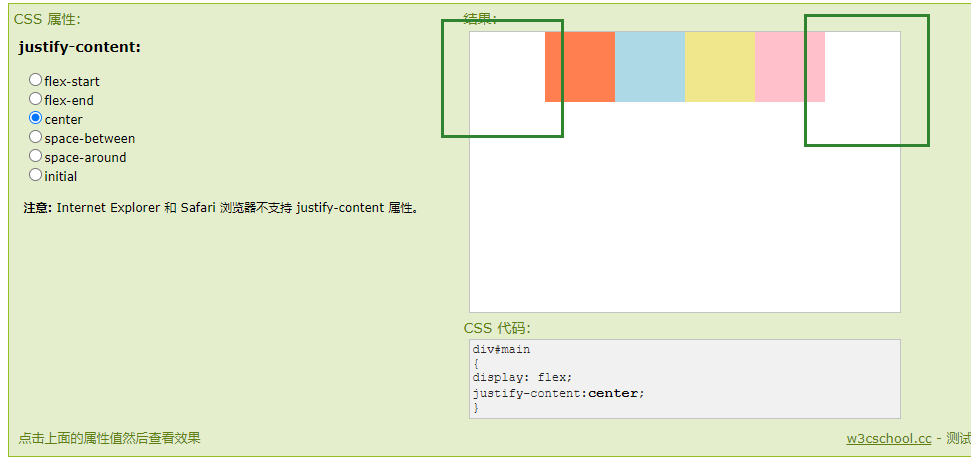 CSS 属性:
justify-content:
flex-start
flex-end
center
space-between
space-around
initial
注意: Internet Explorer 和 Safari 浏览器不支持 justify-content 属性。
结果:
CSS 代码:
div#main
{
display: flex;
justify-content:center;
}
点击上面的属性值然后查看效果
w3cschool.cc - 测试